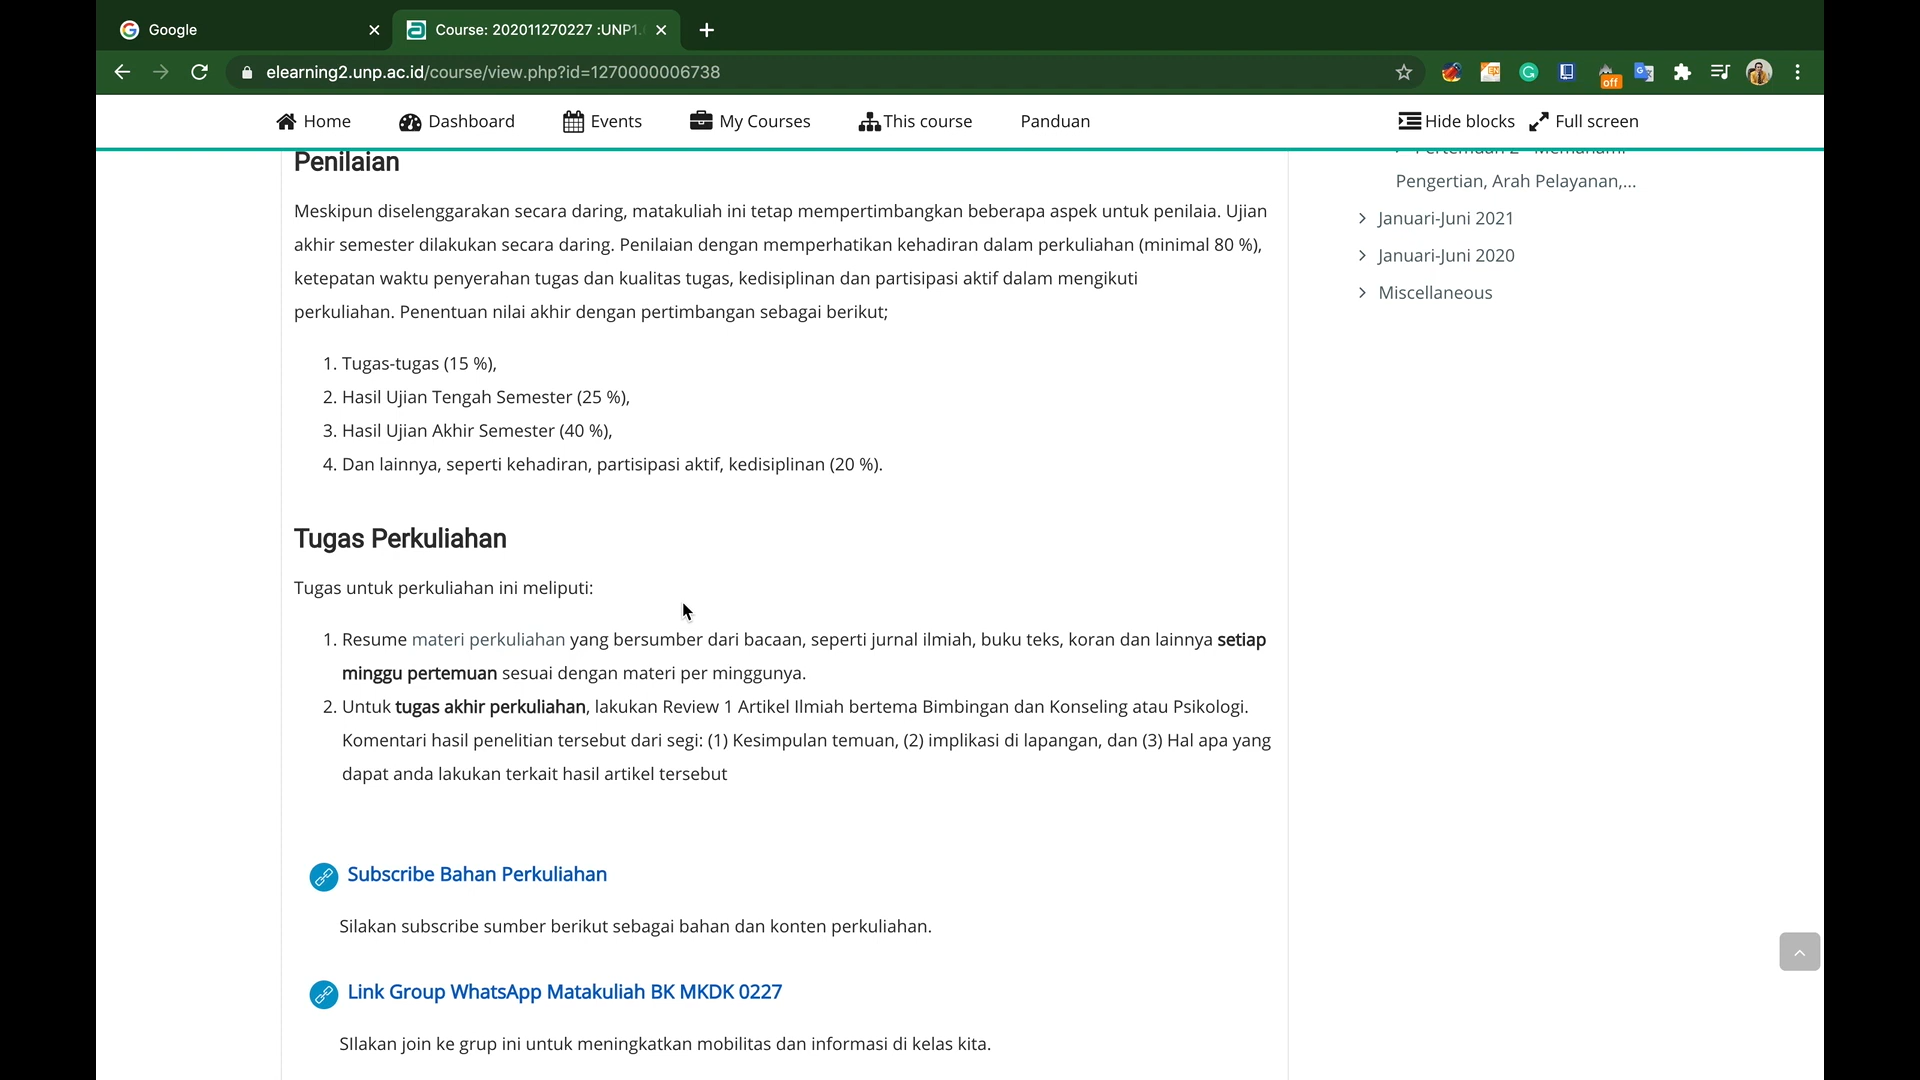 Google
Course: 202011270227 :UNP1.
elearning2.unp.ac.id/course/view.php?id=1270000006738
off
Home
Dashboard
Events
My Courses
This course
Panduan
Hide blocks
Full screen
Penilaian
Meskipun diselenggarakan secara daring, matakuliah ini tetap mempertimbangkan beberapa aspek untuk penilaia. Ujian
akhir semester dilakukan secara daring. Penilaian dengan memperhatikan kehadiran dalam perkuliahan (minimal 80 %),
ketepatan waktu penyerahan tugas dan kualitas tugas, kedisiplinan dan partisipasi aktif dalam mengikuti
perkuliahan. Penentuan nilai akhir dengan pertimbangan sebagai berikut;
1. Tugas-tugas (15 %),
2. Hasil Ujian Tengah Semester (25 %),
3. Hasil Ujian Akhir Semester (40 %),
4. Dan lainnya, seperti kehadiran, partisipasi aktif, kedisiplinan (20 %).
Tugas Perkuliahan
Tugas untuk perkuliahan ini meliputi:
1. Resume materi perkuliahan yang bersumber dari bacaan, seperti jurnal ilmiah, buku teks, koran dan lainnya setiap
minggu pertemuan sesuai dengan materi per minggunya.
2. Untuk tugas akhir perkuliahan, lakukan Review 1 Artikel Ilmiah bertema Bimbingan dan Konseling atau Psikologi.
Komentari hasil penelitian tersebut dari segi: (1) Kesimpulan temuan, (2) implikasi di lapangan, dan (3) Hal apa yang
dapat anda lakukan terkait hasil artikel tersebut
Subscribe Bahan Perkuliahan
Silakan subscribe sumber berikut sebagai bahan dan konten perkuliahan.
Link Group WhatsApp Matakuliah BK MKDK 0227
SIlakan join ke grup ini untuk meningkatkan mobilitas dan informasi di kelas kita.
Pengertian, Arah Pelayanan,...
Januari-Juni 2021
Januari-Juni 2020
Miscellaneous